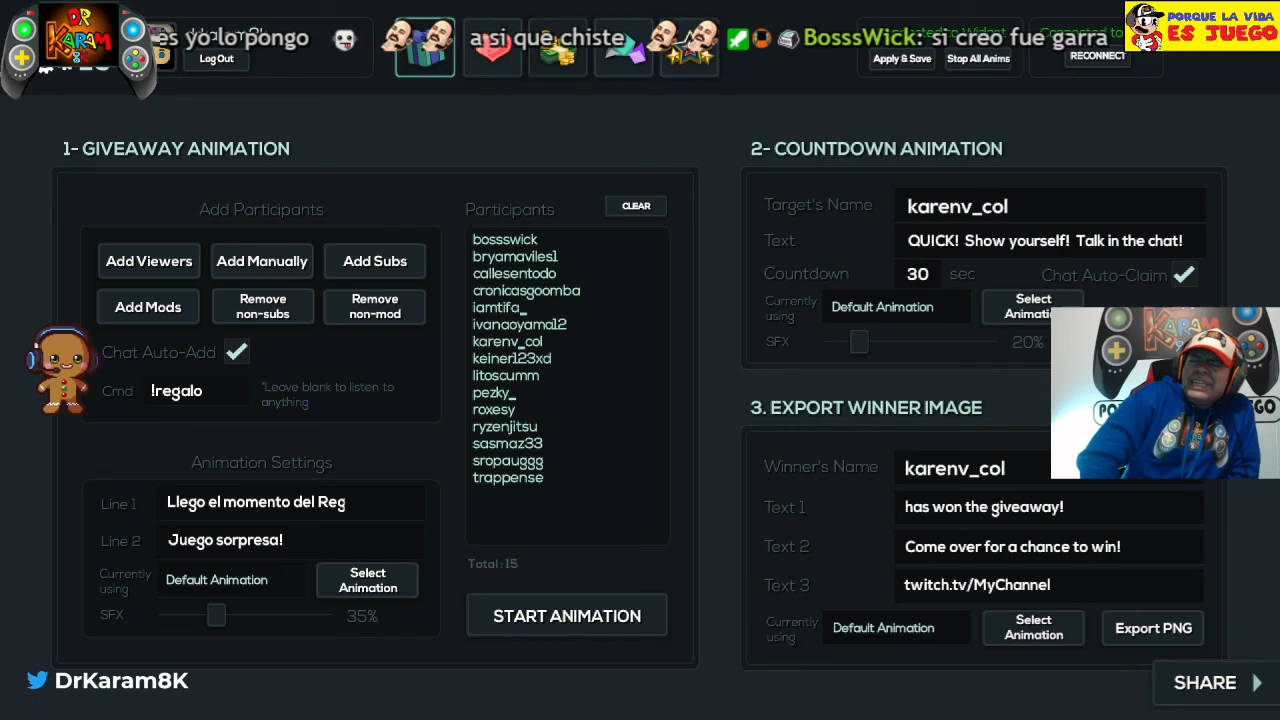 DR
KARAM
8K
es yo lo pongo
a si que chiste
BosssWick: si creo fue garra
PORQUE LA VIDA
ES JUEGO
Log Out
Apply & Save
Stop All Anims
RECONNECT
1- GIVEAWAY ANIMATION
Add Participants
Participants
CLEAR
Add Viewers
Add Manually
Add Subs
Add Mods
Remove
non-subs
Remove
non-mod
Chat Auto-Add
Cmd
!regalo
*Leave blank to listen to
anything
bossswick
bryamaviles1
callesentodo
cronicasgoomba
iamtifa_
ivanaoyama12
karenv_col
keiner123xd
litoscumm
pezky_
roxesy
ryzenjitsu
sasmaz33
sropauggg
trappense
Total : 15
START ANIMATION
Animation Settings
Line 1
Llego el momento del Reg
Line 2
Juego sorpresa!
Currently
using
Default Animation
Select
Animation
SFX
35%
2- COUNTDOWN ANIMATION
Target's Name
karenv_col
Text
QUICK! Show yourself! Talk in the chat!
Countdown
30
sec
Chat Auto-Claim
Currently
using
Default Animation
Select
SFX
20%
3. EXPORT WINNER IMAGE
Winner's Name
karenv_col
Text 1
has won the giveaway!
Text 2
Come over for a chance to win!
Text 3
twitch.tv/MyChannel
Currently
using
Default Animation
Select
Animation
Export PNG
SHARE
DrKaram8K